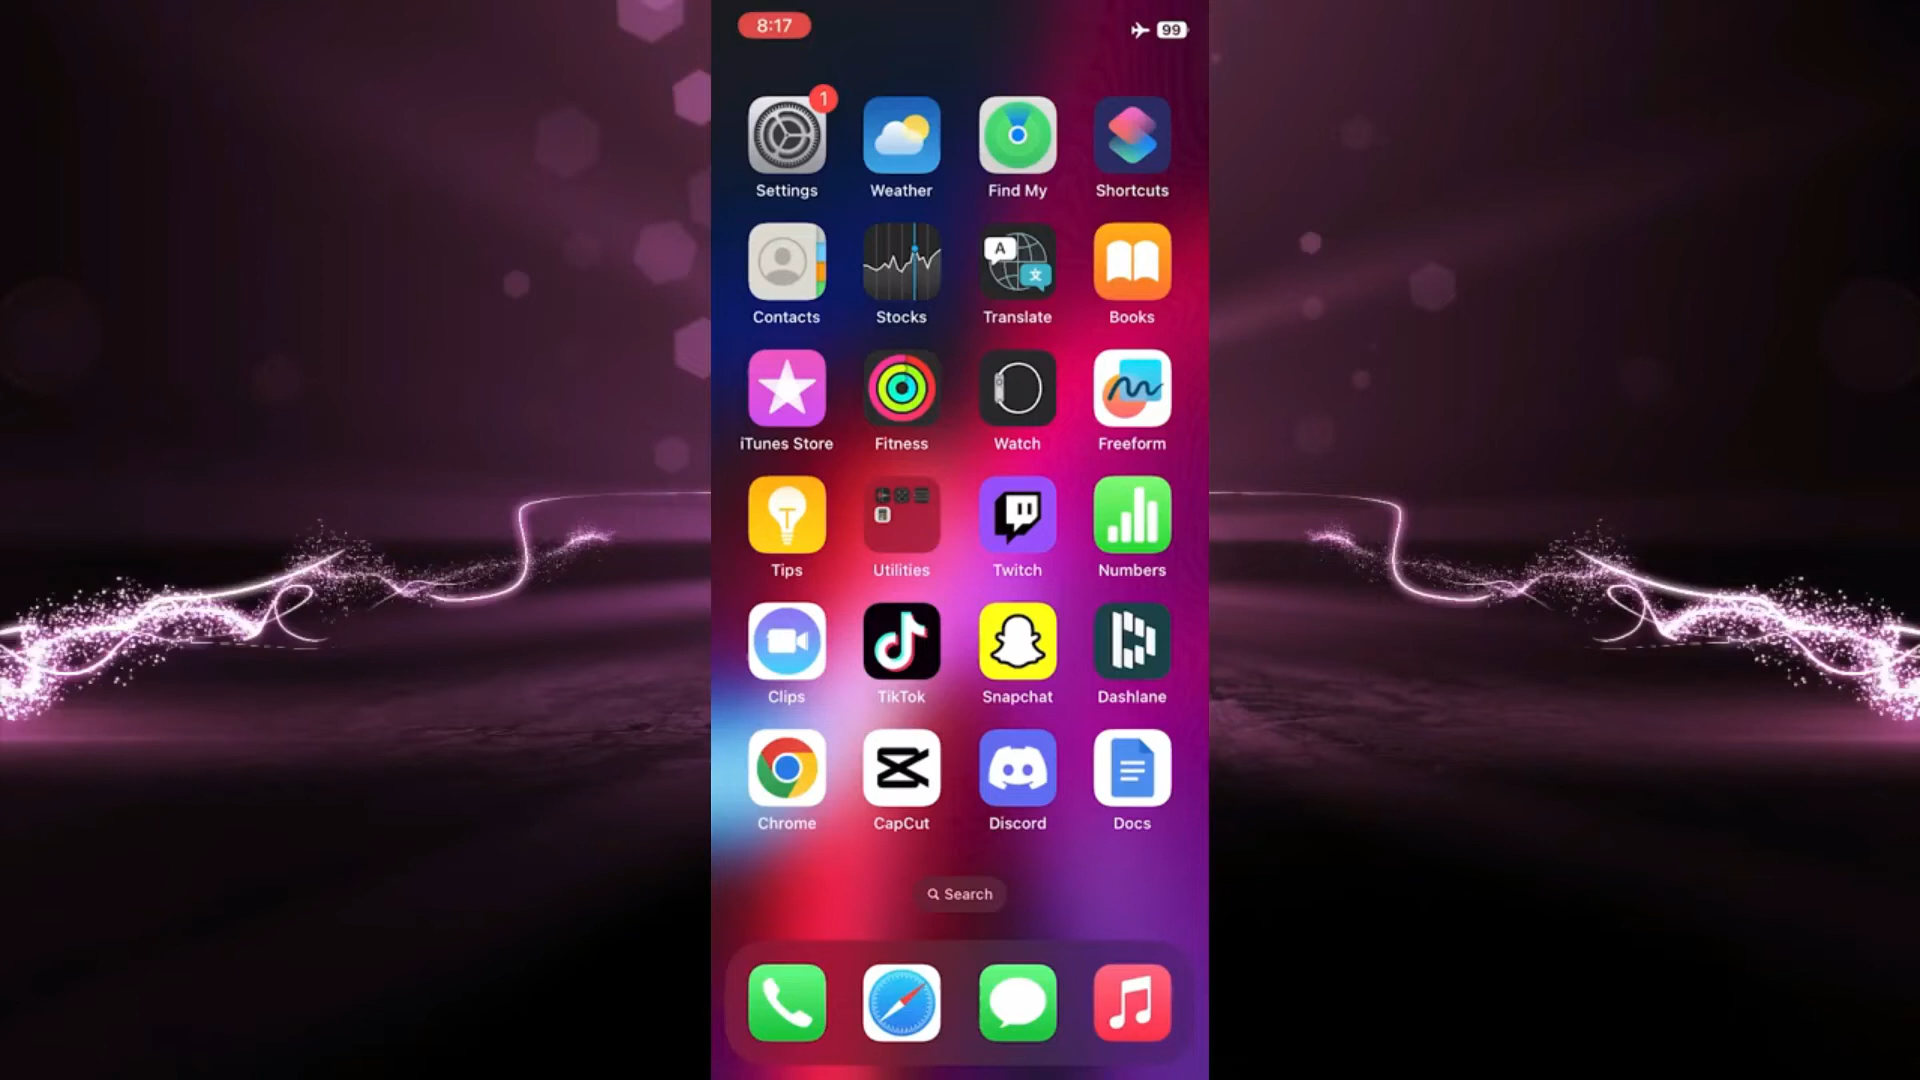 8:17
99
1
Settings
Weather
Find My
Shortcuts
A
文
Contacts
Stocks
Translate
Books
iTunes Store
Fitness
Watch
Freeform
Tips
Utilities
Twitch
Numbers
Clips
TikTok
Snapchat
Dashlane
Chrome
CapCut
Discord
Docs
Search